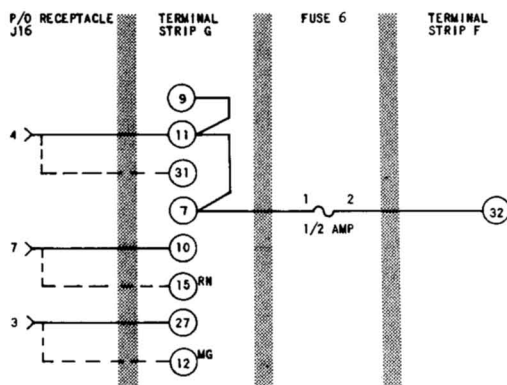 P/O RECEPTACLE J16
TERMINAL STRIP G
FUSE 6
TERMINAL STRIP F
9
4
11
31
7
1
2
1/2 AMP
32
7
10
15 RN
3
27
12 MG